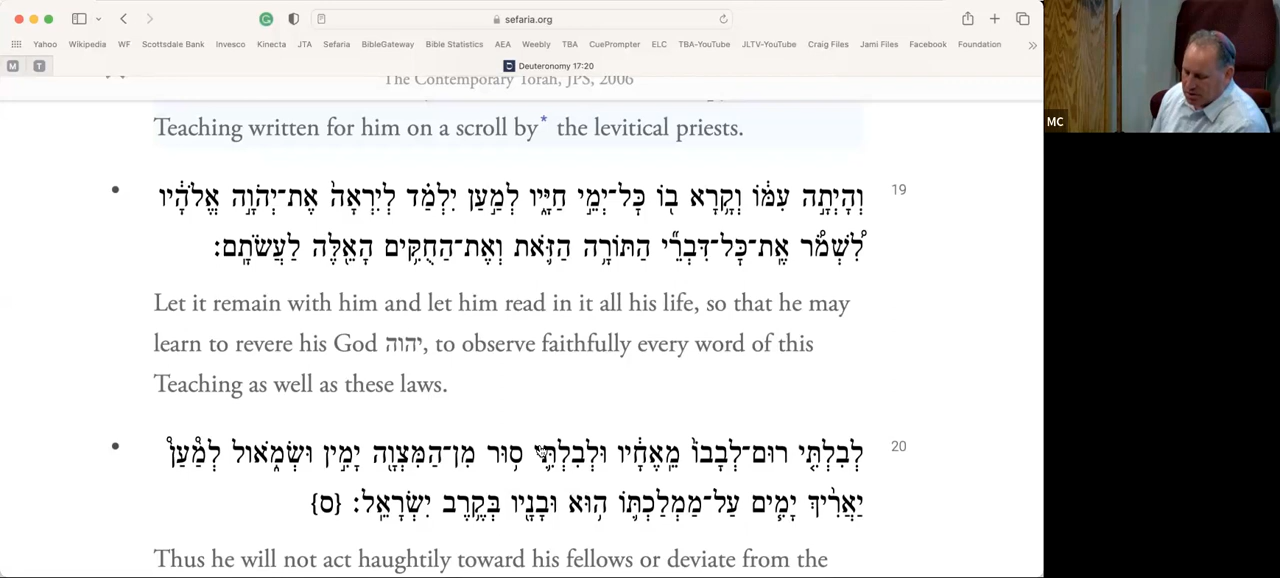 sefaria.org
Yahoo Wikipedia WF Scottsdale Bank Invesco Kinecta JTA Sefaria BibleGateway Bible Statistics AEA Weebly TBA CuePrompter ELC TBA-YouTube JLTV-YouTube Craig Files Jami Files Facebook Foundation
M T Deuteronomy 17:20
The Contemporary Torah, JPS, 2006
Teaching written for him on a scroll by* the levitical priests.
19
וְהָיְתָ֣ה עִמּ֔וֹ וְקָ֥רָא ב֖וֹ כׇּל־יְמֵ֣י חַיָּ֑יו לְמַ֣עַן יִלְמַ֗ד לְיִרְאָה֙ אֶת־יְהֹוָ֣ה אֱלֹהָ֔יו
לִ֠שְׁמֹ֠ר אֶֽת־כׇּל־דִּבְרֵ֞י הַתּוֹרָ֥ה הַזֹּ֛את וְאֶת־הַחֻקִּ֥ים הָאֵ֖לֶּה לַעֲשֹׂתָֽם׃
Let it remain with him and let him read in it all his life, so that he may
learn to revere his God יהוה, to observe faithfully every word of this
Teaching as well as these laws.
20
לְבִלְתִּ֤י רוּם־לְבָבוֹ֙ מֵֽאֶחָ֔יו וּלְבִלְתִּ֛י ס֥וּר מִן־הַמִּצְוָ֖ה יָמִ֣ין וּשְׂמֹ֑אול לְמַ֩עַן֩
יַאֲרִ֨יךְ יָמִ֧ים עַל־מַמְלַכְתּ֛וֹ ה֥וּא וּבָנָ֖יו בְּקֶ֥רֶב יִשְׂרָאֵֽל׃ {ס}
Thus he will not act haughtily toward his fellows or deviate from the
MC